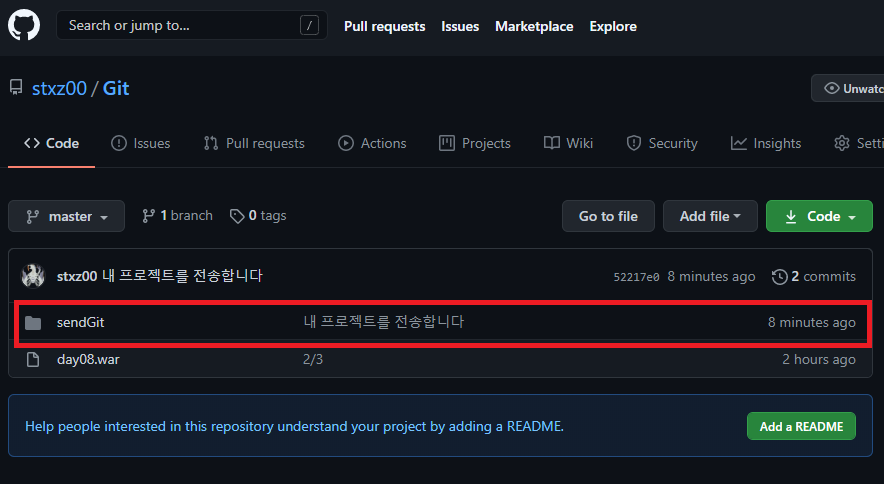 Search or jump to... /
Pull requests Issues Marketplace Explore
stxz00 / Git
Unwatc
Code Issues Pull requests Actions Projects Wiki Security Insights Setti
master 1 branch 0 tags Go to file Add file Code
stxz00 내 프로젝트를 전송합니다 52217e0 8 minutes ago 2 commits
sendGit 내 프로젝트를 전송합니다 8 minutes ago
day08.war 2/3 2 hours ago
Help people interested in this repository understand your project by adding a README. Add a README